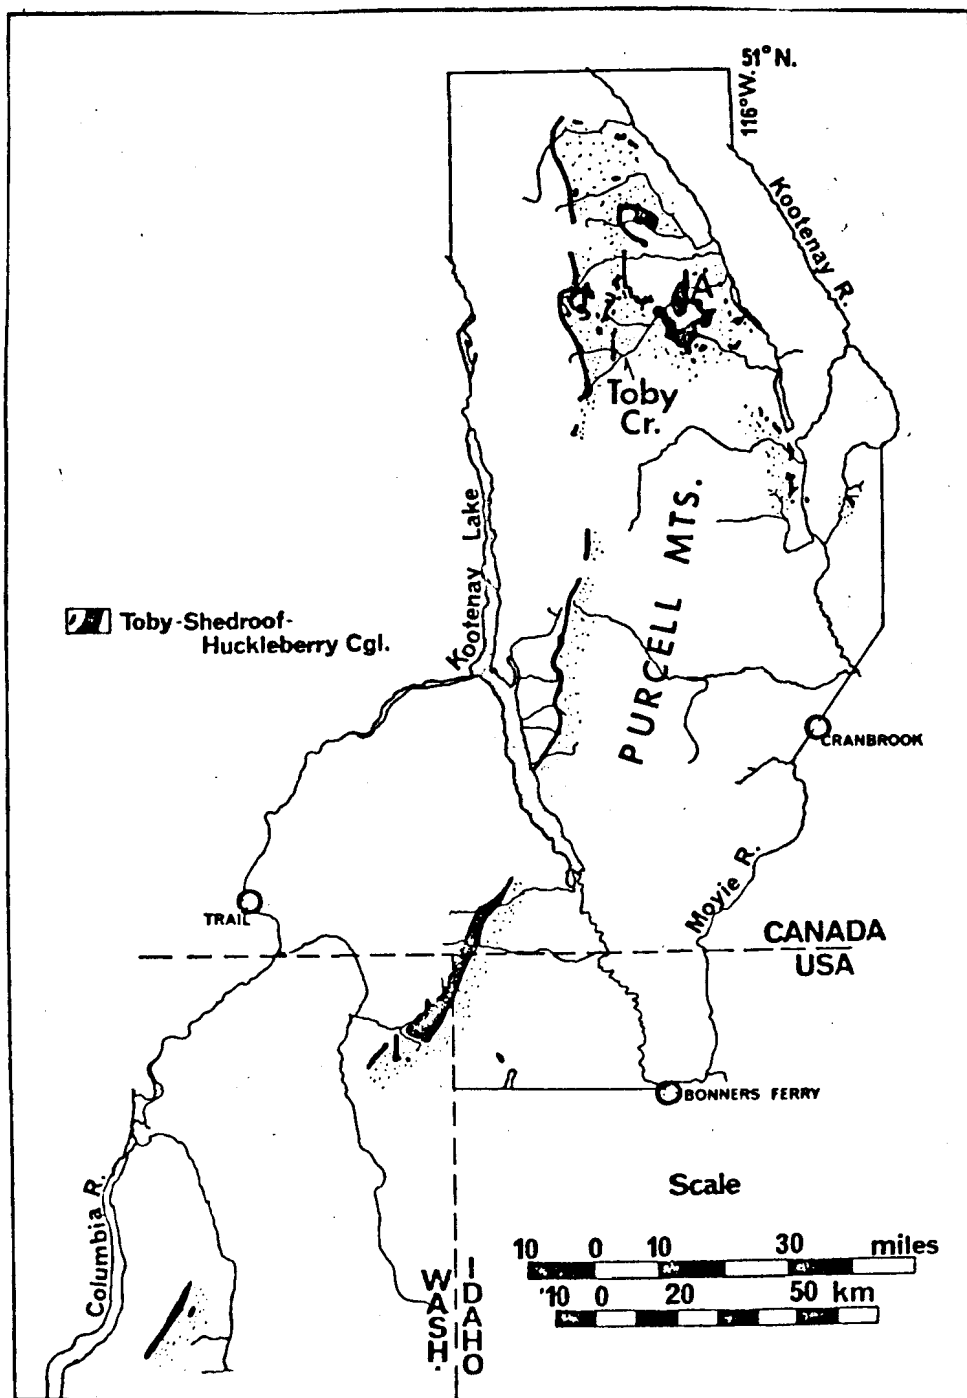 51° N.
116° W.
Kootenay R.
A
Toby
Cr.
PURCELL MTS.
Kootenay Lake
Toby-Shedroof-
Huckleberry Cgl.
CRANBROOK
TRAIL
Moyie R.
CANADA
USA
BONNERS FERRY
Columbia R.
WASH.
IDAHO
Scale
10 0 10 30 miles
10 0 20 50 km